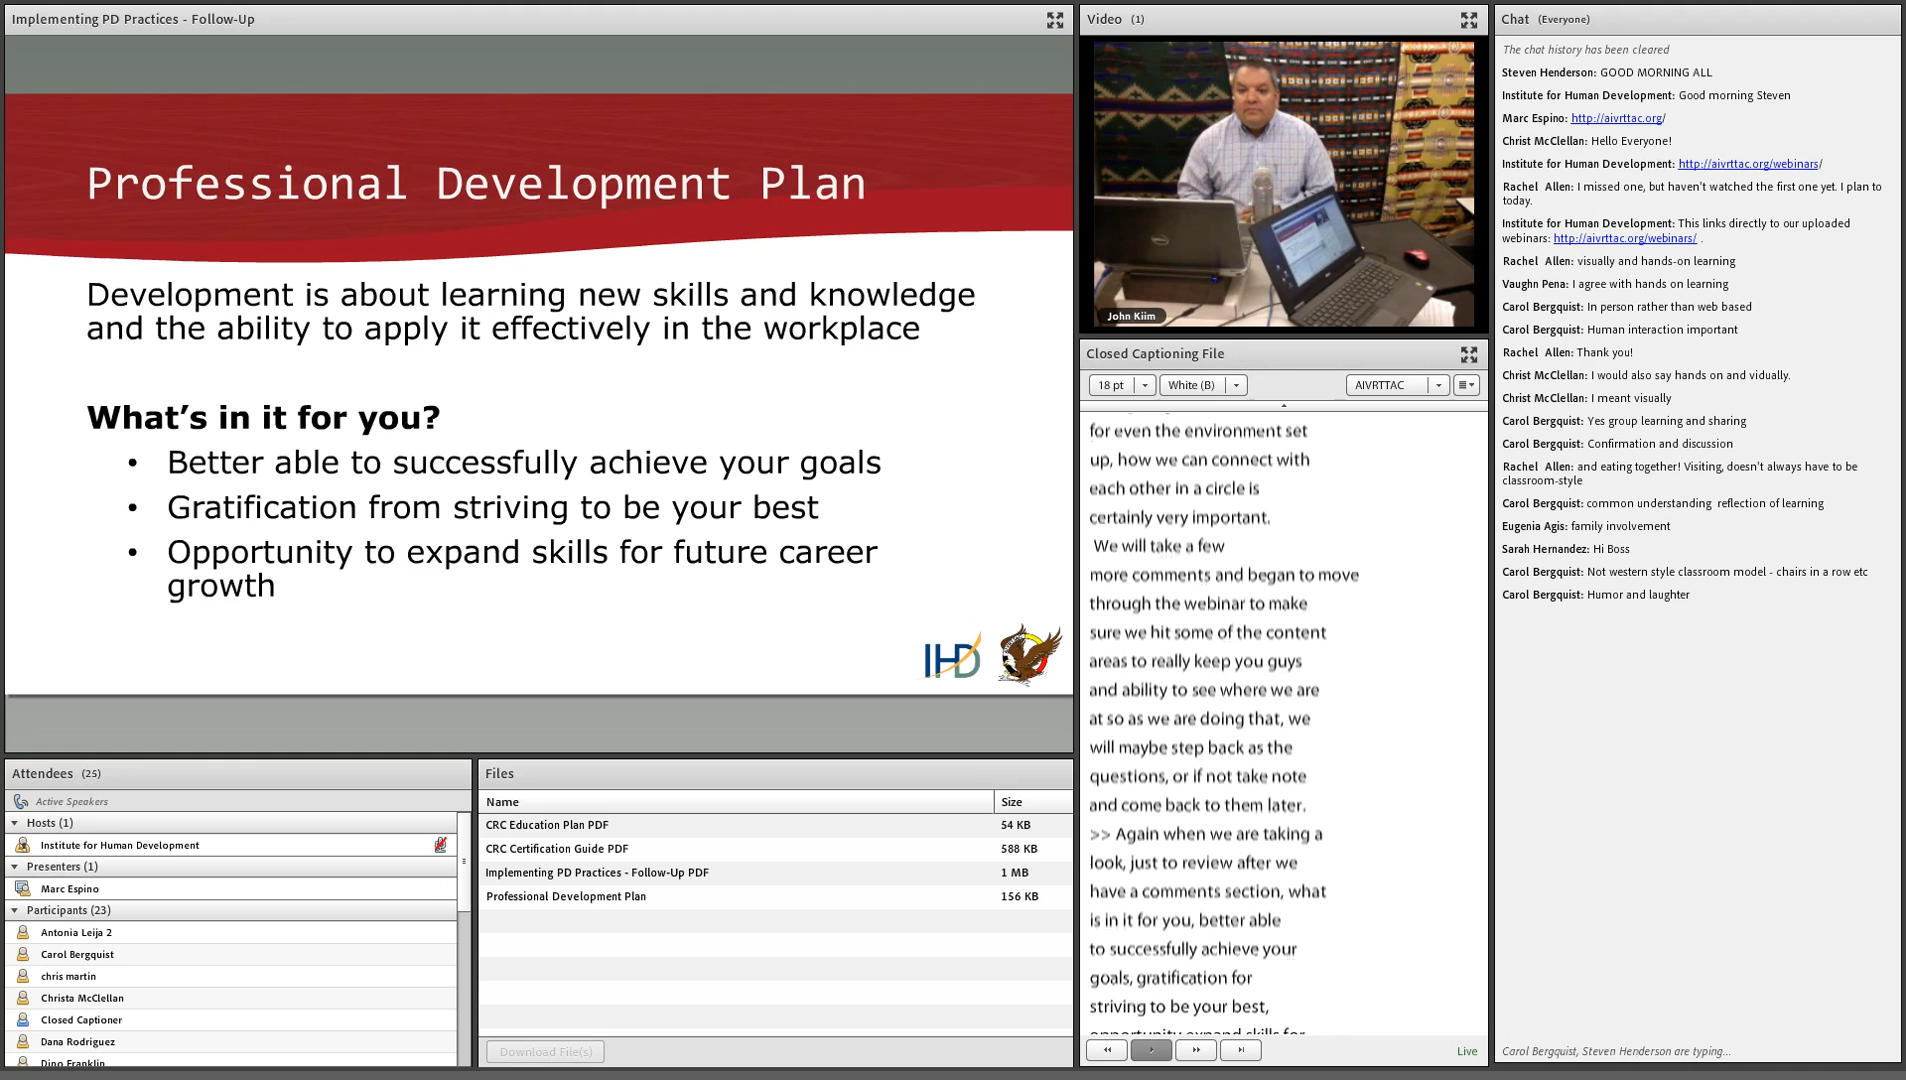 Implementing PD Practices - Follow-Up
Professional Development Plan
Development is about learning new skills and knowledge
and the ability to apply it effectively in the workplace
What's in it for you?
• Better able to successfully achieve your goals
• Gratification from striving to be your best
• Opportunity to expand skills for future career
growth
IHD
Attendees (25)
Active Speakers
Hosts (1)
Institute for Human Development
Presenters (1)
Marc Espino
Participants (23)
Antonia Leija 2
Carol Bergquist
chris martin
Christa McClellan
Closed Captioner
Dana Rodriguez
Dino Franklin
Files
Name Size
CRC Education Plan PDF 54 KB
CRC Certification Guide PDF 588 KB
Implementing PD Practices - Follow-Up PDF 1 MB
Professional Development Plan 156 KB
Download File(s)
Video (1)
John Kiim
Closed Captioning File
18 pt White (B) AIVRTTAC
for even the environment set
up, how we can connect with
each other in a circle is
certainly very important.
We will take a few
more comments and began to move
through the webinar to make
sure we hit some of the content
areas to really keep you guys
and ability to see where we are
at so as we are doing that, we
will maybe step back as the
questions, or if not take note
and come back to them later.
>> Again when we are taking a
look, just to review after we
have a comments section, what
is in it for you, better able
to successfully achieve your
goals, gratification for
striving to be your best,
opportunity expand skills for
Live
Chat (Everyone)
The chat history has been cleared
Steven Henderson: GOOD MORNING ALL
Institute for Human Development: Good morning Steven
Marc Espino: http://aivrttac.org/
Christ McClellan: Hello Everyone!
Institute for Human Development: http://aivrttac.org/webinars/
Rachel Allen: I missed one, but haven't watched the first one yet. I plan to
today.
Institute for Human Development: This links directly to our uploaded
webinars: http://aivrttac.org/webinars/ .
Rachel Allen: visually and hands-on learning
Vaughn Pena: I agree with hands on learning
Carol Bergquist: In person rather than web based
Carol Bergquist: Human interaction important
Rachel Allen: Thank you!
Christ McClellan: I would also say hands on and vidually.
Christ McClellan: I meant visually
Carol Bergquist: Yes group learning and sharing
Carol Bergquist: Confirmation and discussion
Rachel Allen: and eating together! Visiting, doesn't always have to be
classroom-style
Carol Bergquist: common understanding reflection of learning
Eugenia Agis: family involvement
Sarah Hernandez: Hi Boss
Carol Bergquist: Not western style classroom model - chairs in a row etc
Carol Bergquist: Humor and laughter
Carol Bergquist, Steven Henderson are typing...